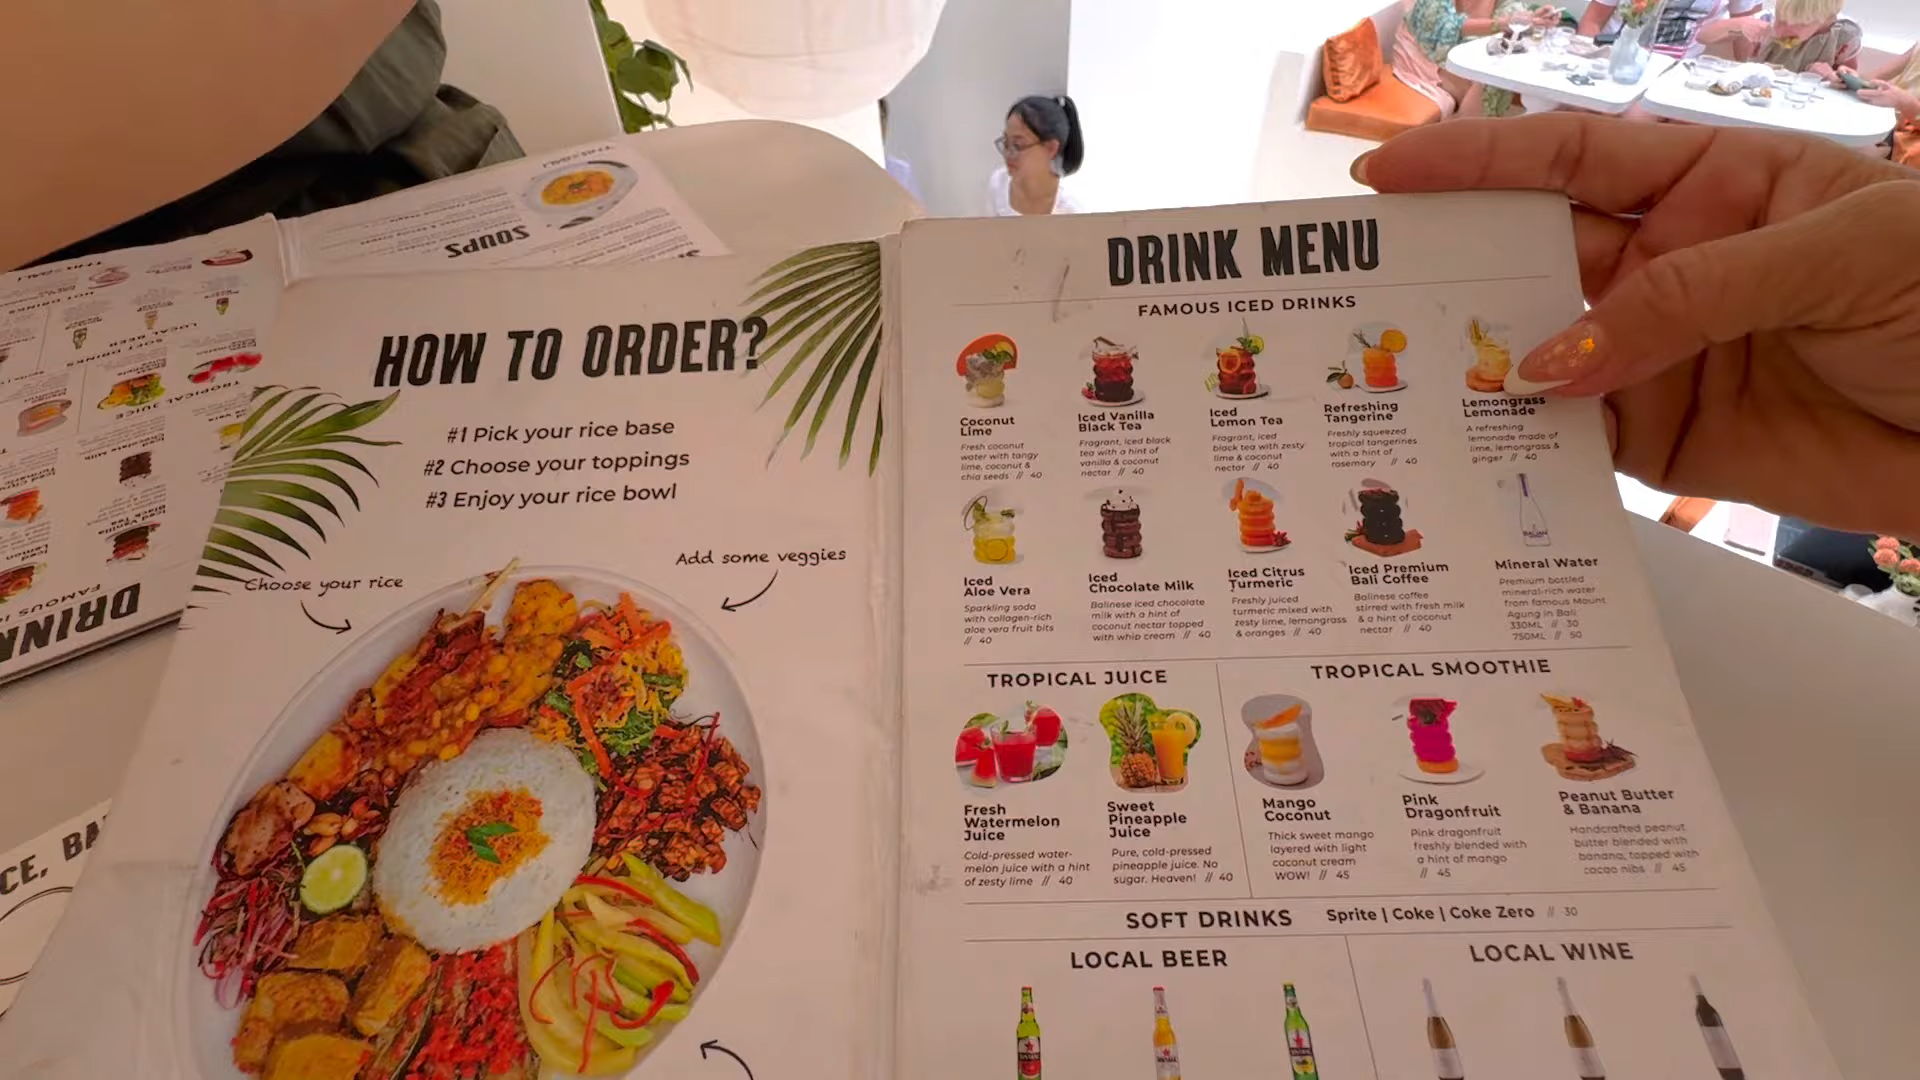 HOW TO ORDER?
#1 Pick your rice base
#2 Choose your toppings
#3 Enjoy your rice bowl
Choose your rice
Add some veggies
DRINK MENU
FAMOUS ICED DRINKS
Coconut
Lime
Fresh coconut
water with tangy
lime, coconut &
chia seeds // 40
Iced Vanilla
Black Tea
Fragrant, iced black
tea with a hint of
vanilla & coconut
nectar // 40
Iced
Lemon Tea
Fragrant, iced
black tea with zesty
lime & coconut
nectar // 40
Refreshing
Tangerine
Freshly squeezed
tropical tangerines
with a hint of
rosemary // 40
Lemongrass
Lemonade
A refreshing
lemonade made of
lime, lemongrass &
ginger // 40
Iced
Aloe Vera
Sparkling soda
with collagen-rich
aloe vera fruit bits
// 40
Iced
Chocolate Milk
Balinese iced chocolate
milk with a hint of
coconut nectar topped
with whip cream // 40
Iced Citrus
Turmeric
Freshly juiced
turmeric mixed with
zesty lime, lemongrass
& oranges // 40
Iced Premium
Bali Coffee
Balinese coffee
stirred with fresh milk
& a hint of coconut
nectar // 40
Mineral Water
Premium bottled
mineral-rich water
from famous Mount
Agung in Bali
330ML // 30
750ML // 50
TROPICAL JUICE
Fresh
Watermelon
Juice
Cold-pressed water-
melon juice with a hint
of zesty lime // 40
Sweet
Pineapple
Juice
Pure, cold-pressed
pineapple juice. No
sugar. Heaven! // 40
TROPICAL SMOOTHIE
Mango
Coconut
Thick sweet mango
layered with light
coconut cream
WOW! // 45
Pink
Dragonfruit
Pink dragonfruit
freshly blended with
a hint of mango
// 45
Peanut Butter
& Banana
Handcrafted peanut
butter blended with
banana, topped with
cacao nibs // 45
SOFT DRINKS Sprite | Coke | Coke Zero // 30
LOCAL BEER
LOCAL WINE
SOUPS
HOT DRINKS
LOCAL BEER
SOFT DRINKS
TROPICAL JUICE